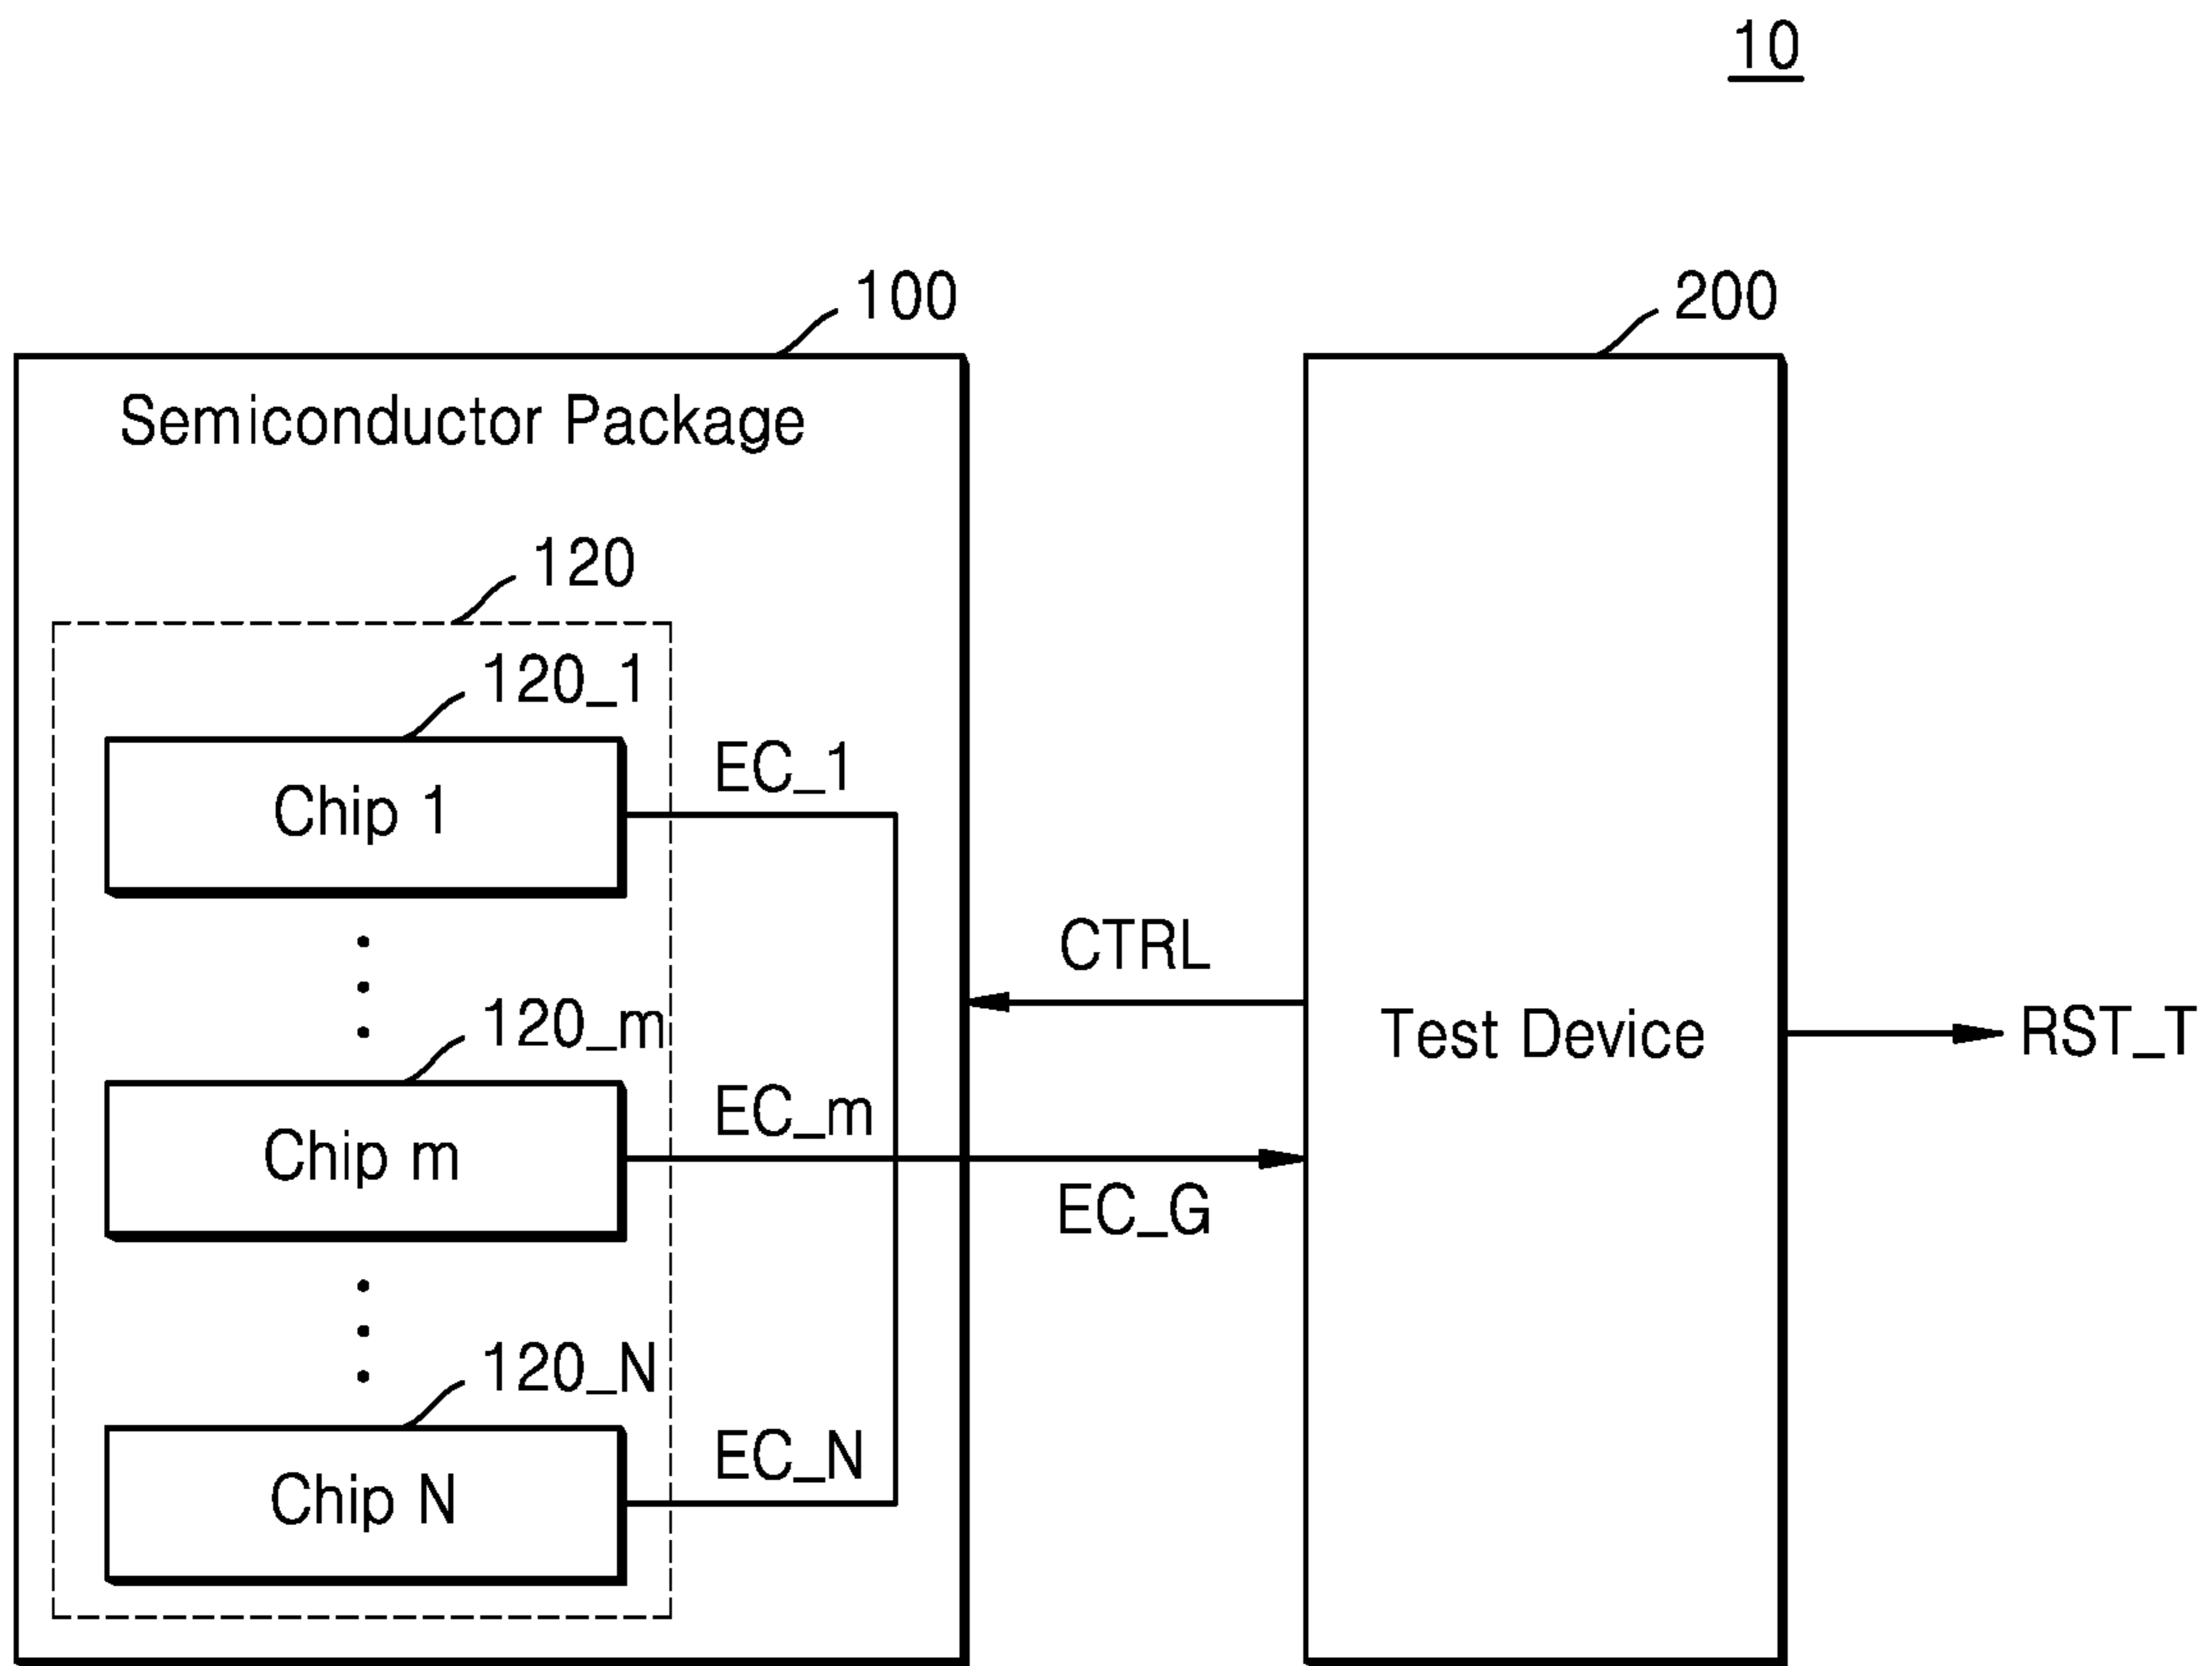 10
100
200
Semiconductor Package
120
120_1
Chip 1
EC_1
CTRL
120_m
Chip m
EC_m
EC_G
Test Device
RST_T
120_N
Chip N
EC_N